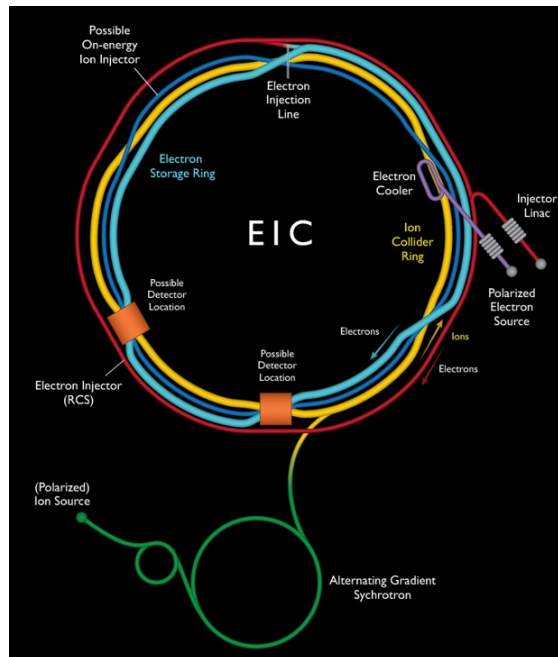 Possible
On-energy
Ion Injector
Electron
Injection
Line
Electron
Storage Ring
Electron
Cooler
Injector
Linac
EIC
Ion
Collider
Ring
Polarized
Electron
Source
Possible
Detector
Location
Electrons
Ions
Electrons
Possible
Detector
Location
Electron Injector
(RCS)
(Polarized)
Ion Source
Alternating Gradient
Sychrotron